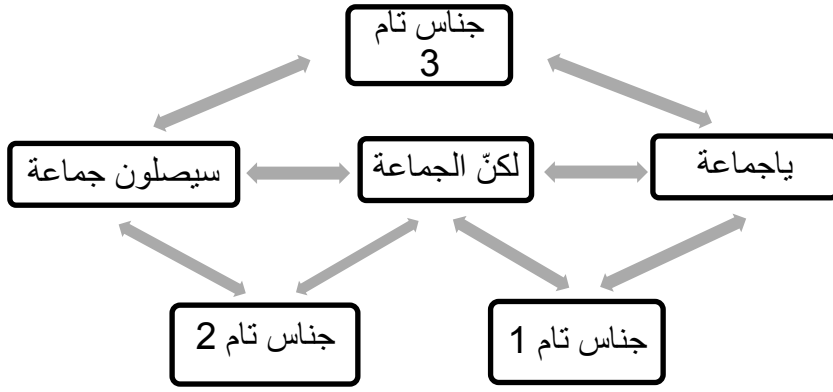 جناس تام
3
ياجماعة
لكنّ الجماعة
سيصلون جماعة
جناس تام 1
جناس تام 2